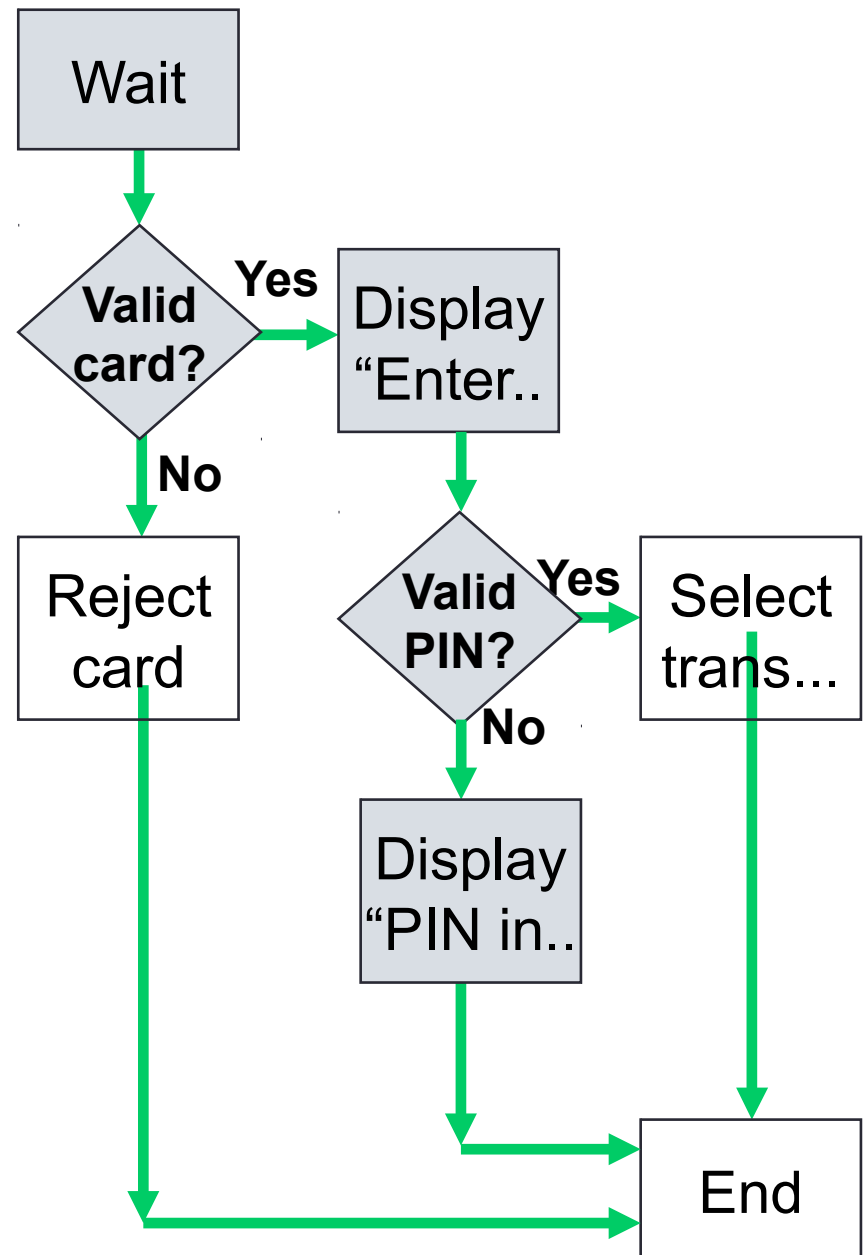 Wait
Valid
card?
Yes
Display
“Enter..
No
Reject
card
Valid
PIN?
Yes
Select
trans...
No
Display
“PIN in..
End